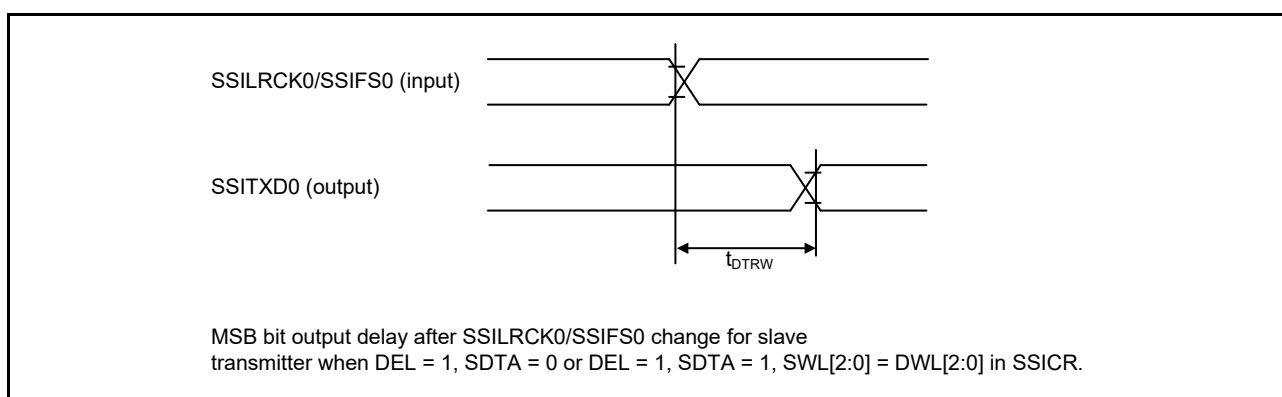 SSILRCK0/SSIFS0 (input)
SSITXD0 (output)
tDTRW
MSB bit output delay after SSILRCK0/SSIFS0 change for slave
transmitter when DEL = 1, SDTA = 0 or DEL = 1, SDTA = 1, SWL[2:0] = DWL[2:0] in SSICR.